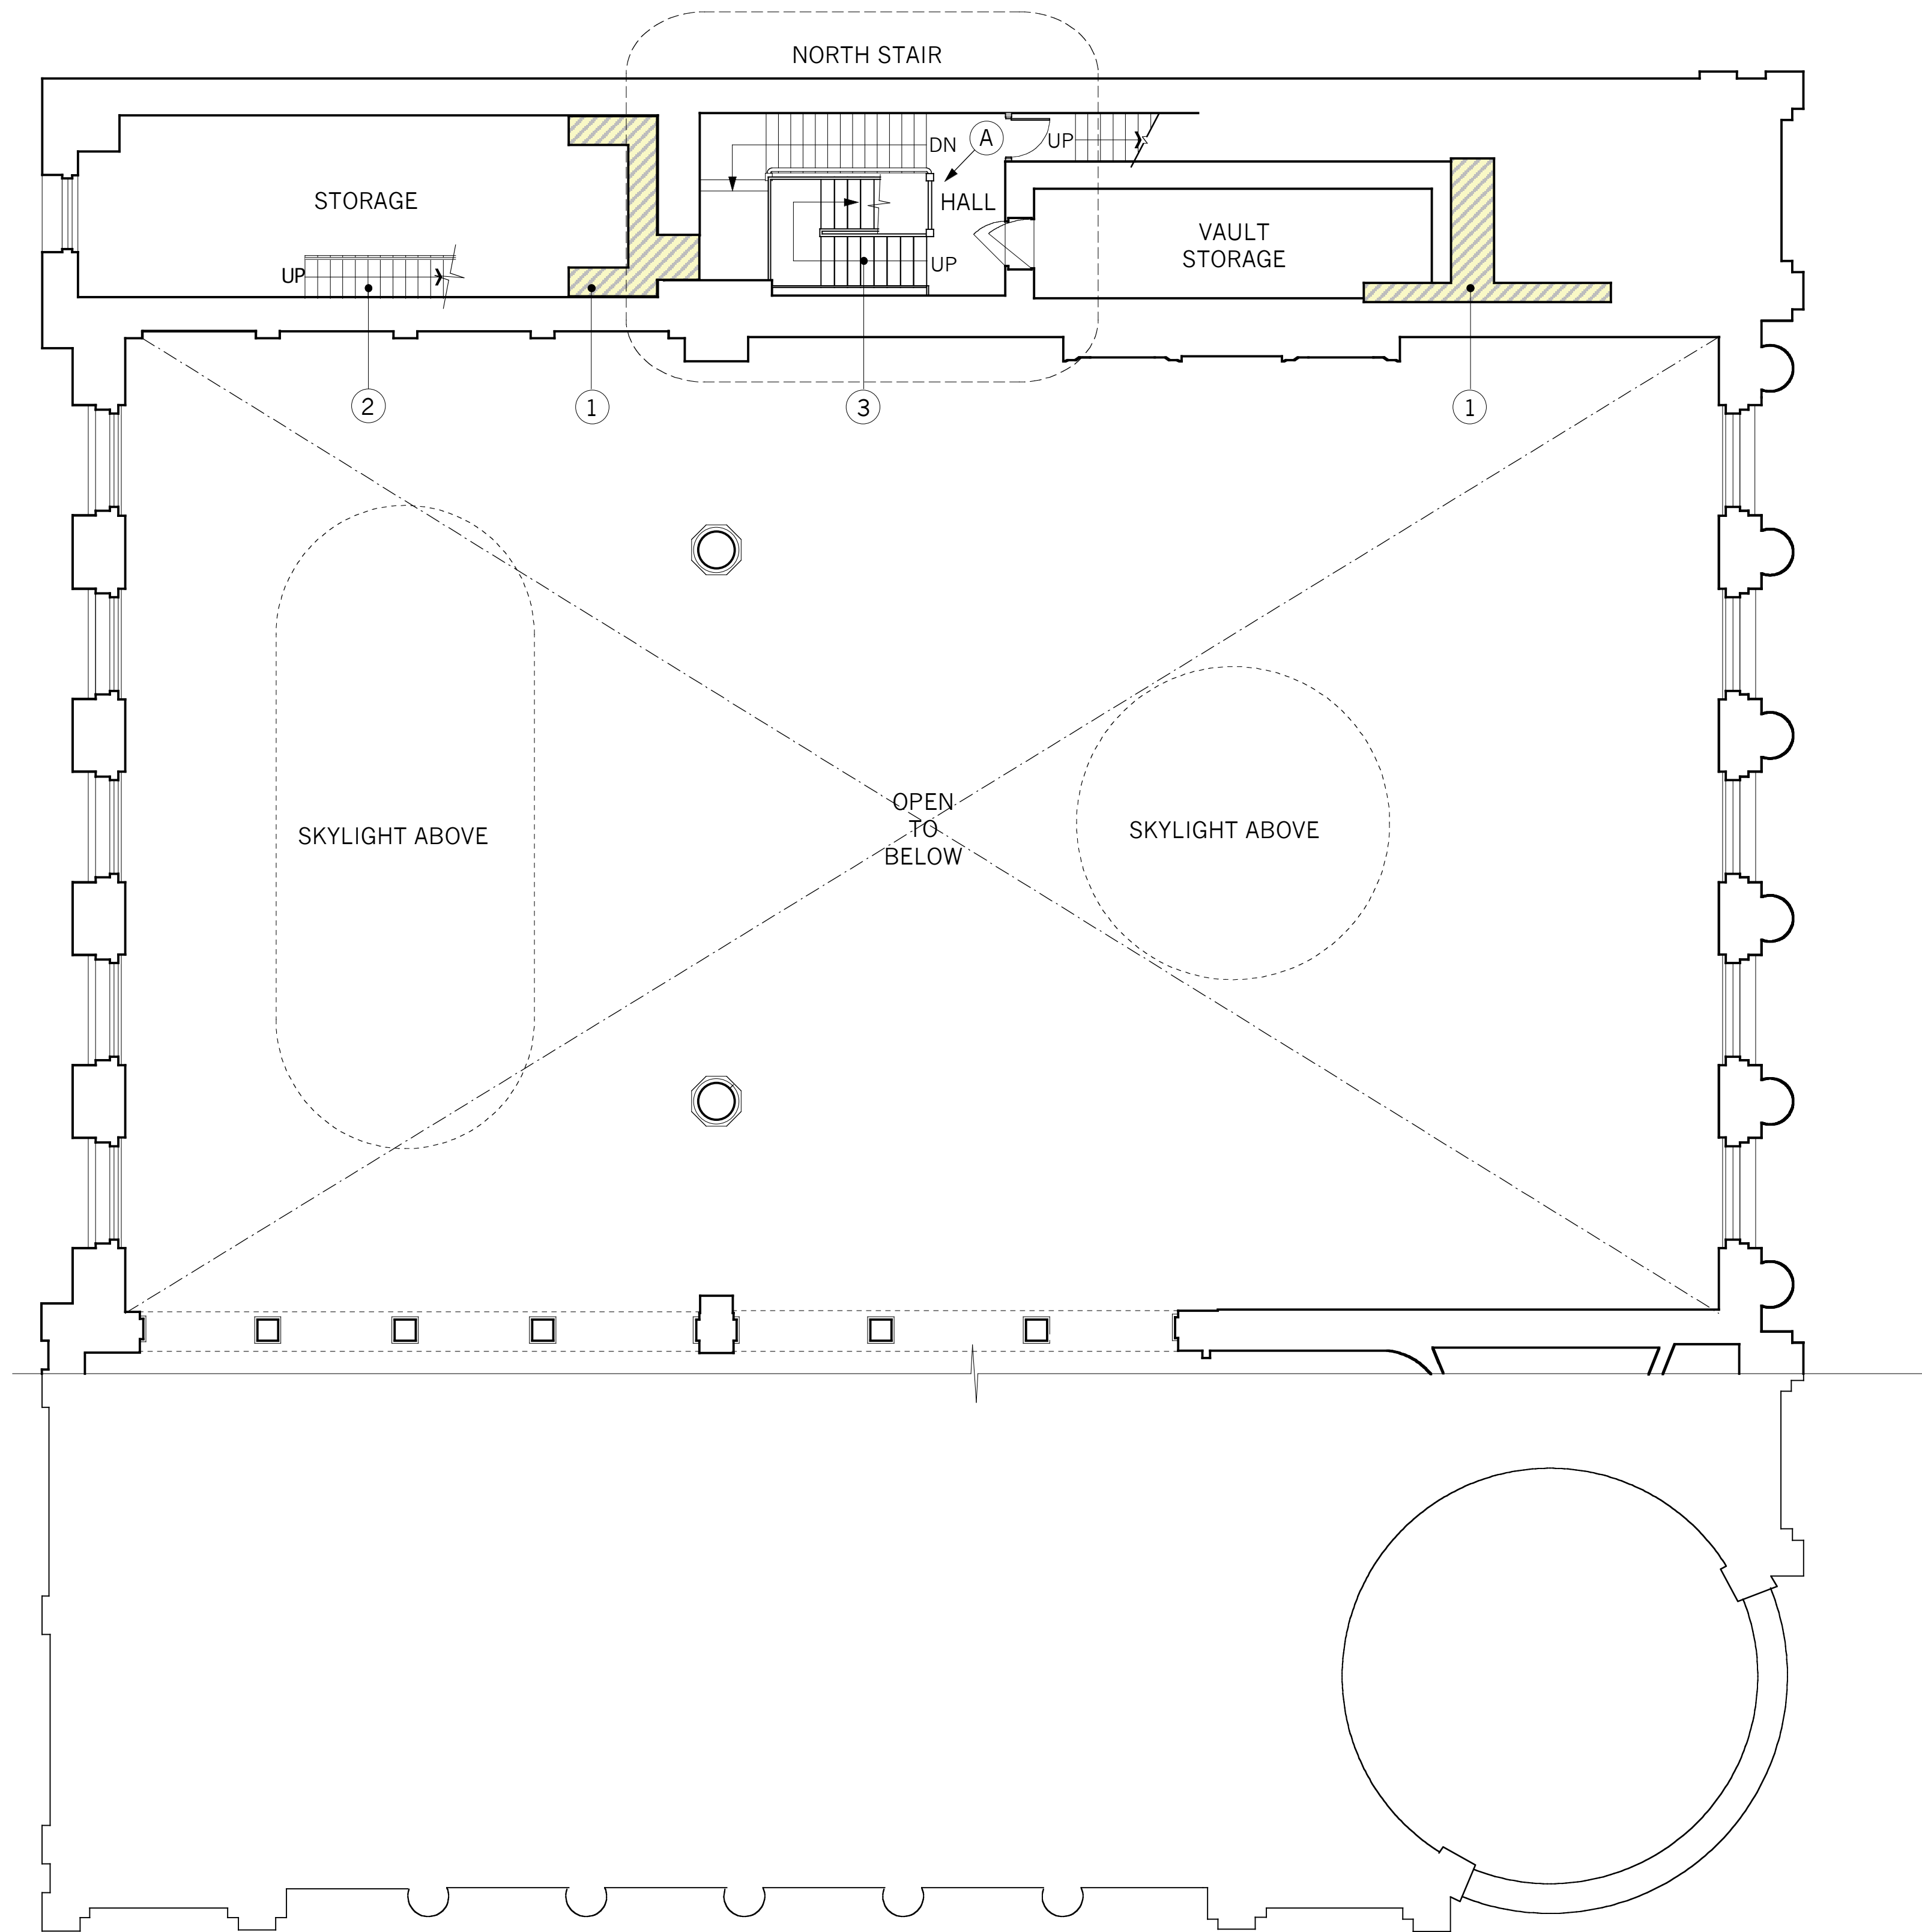 NORTH STAIR
DN
A
UP
STORAGE
HALL
VAULT
STORAGE
UP
UP
2
1
3
1
OPEN
TO
BELOW
SKYLIGHT ABOVE
SKYLIGHT ABOVE